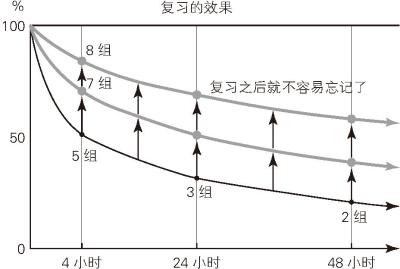 复习的效果
%
100
8 组
7 组
复习之后就不容易忘记了
50
5 组
3 组
2 组
0
4 小时
24 小时
48 小时